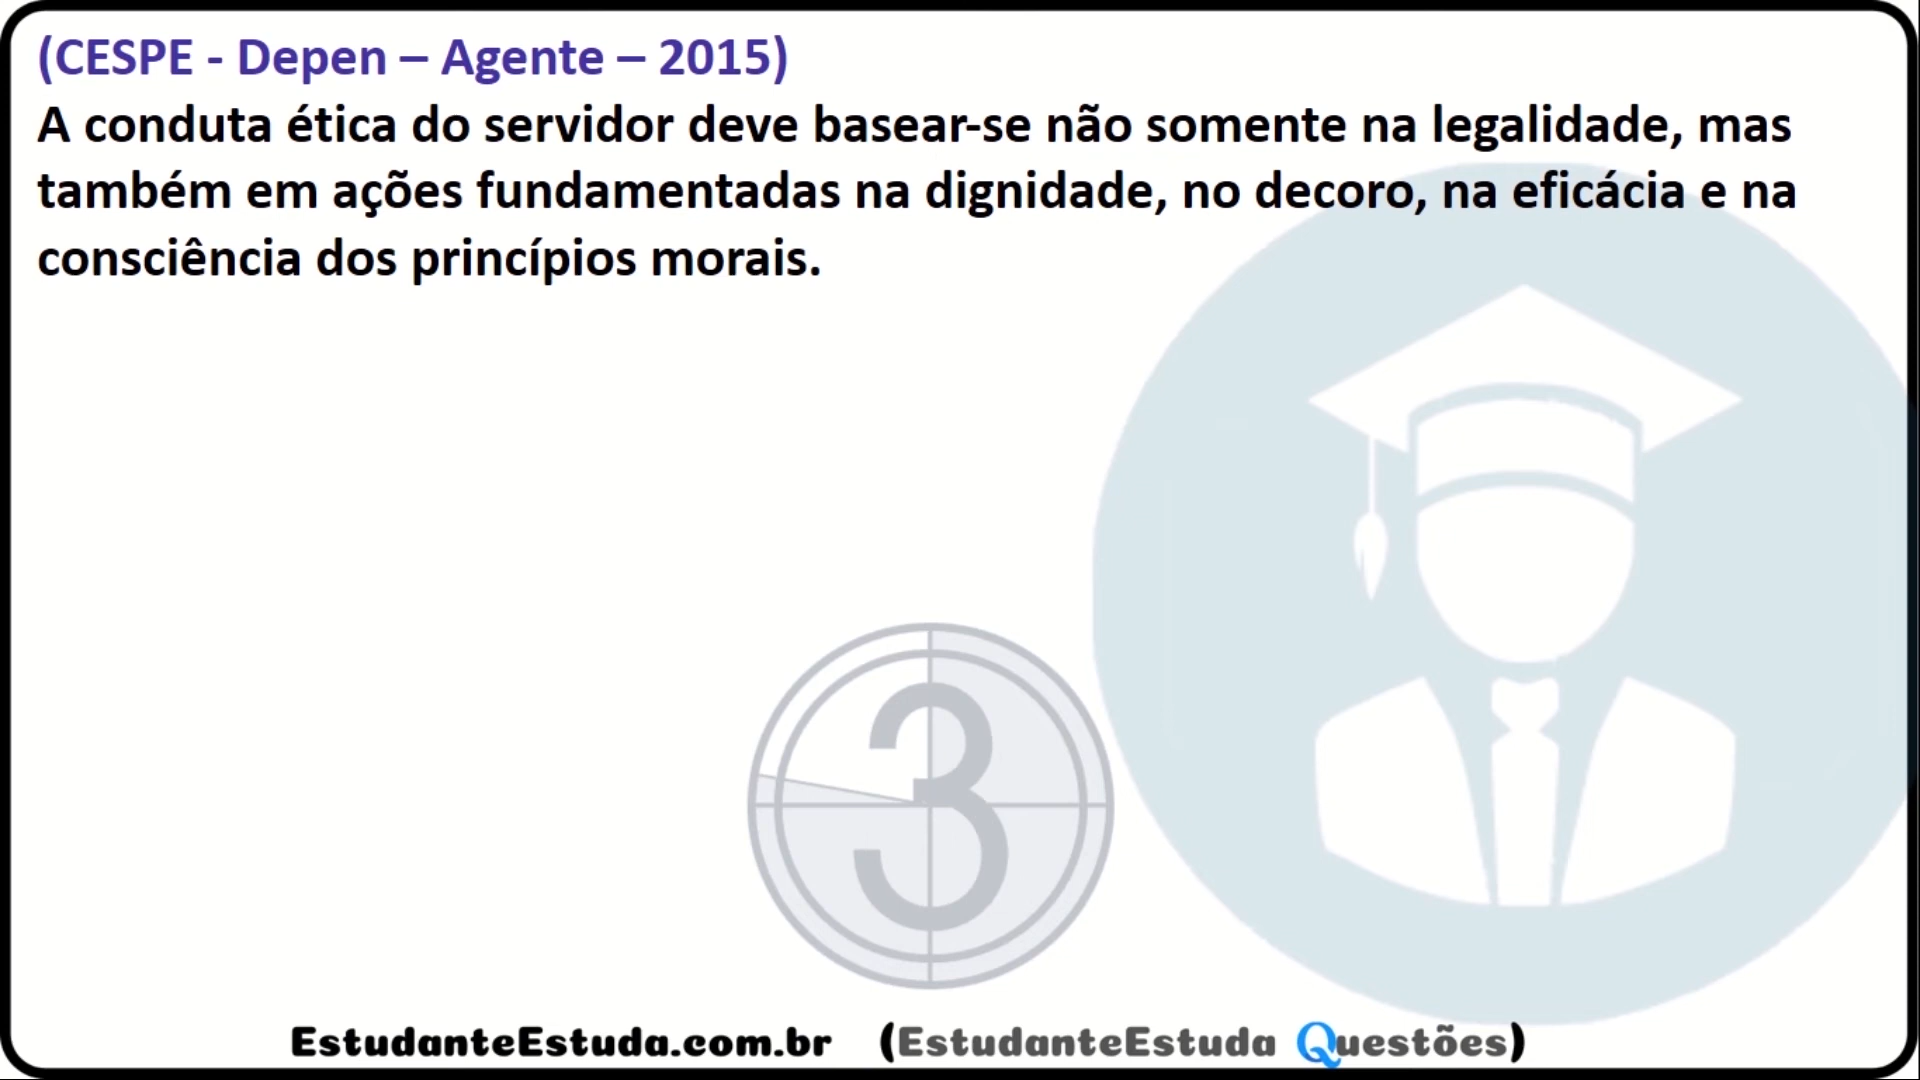 (CESPE - Depen – Agente – 2015)
A conduta ética do servidor deve basear-se não somente na legalidade, mas
também em ações fundamentadas na dignidade, no decoro, na eficácia e na
consciência dos princípios morais.
3
EstudanteEstuda.com.br (EstudanteEstuda Questões)